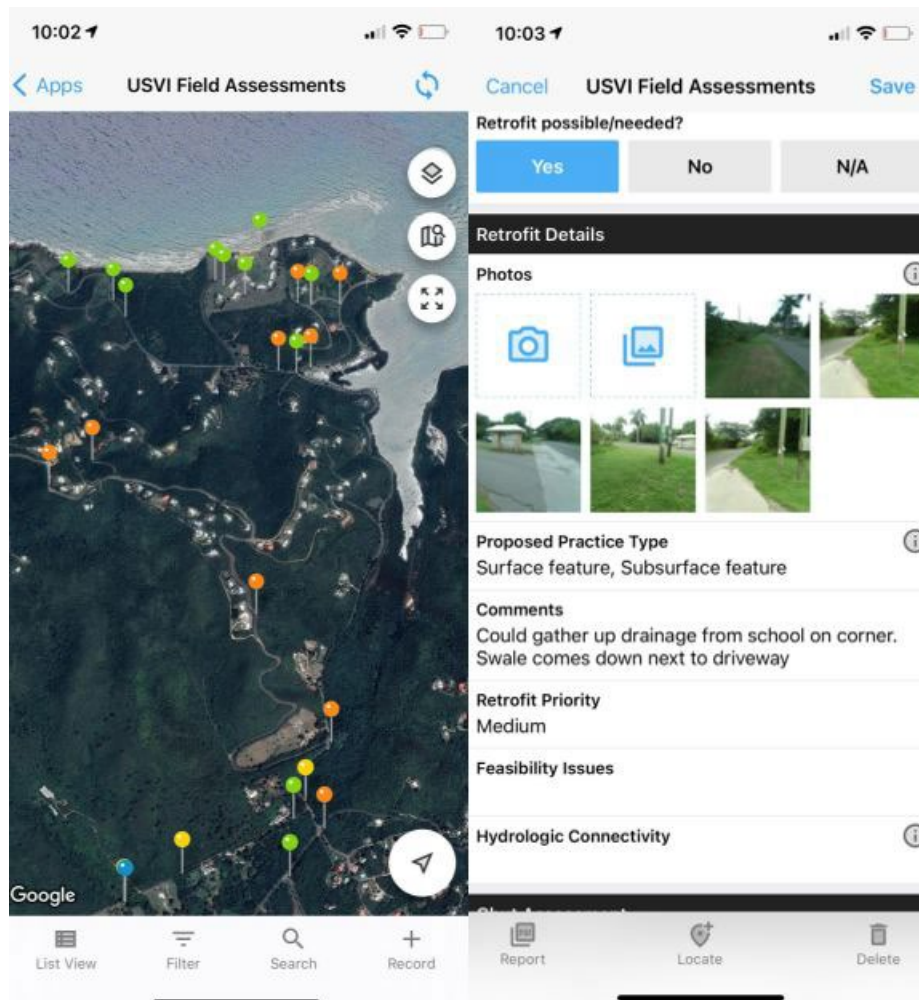 10:02
Apps
USVI Field Assessments
Google
List View
Filter
Search
Record
10:03
Cancel
USVI Field Assessments
Save
Retrofit possible/needed?
Yes
No
N/A
Retrofit Details
Photos
Proposed Practice Type
Surface feature, Subsurface feature
Comments
Could gather up drainage from school on corner.
Swale comes down next to driveway
Retrofit Priority
Medium
Feasibility Issues
Hydrologic Connectivity
Report
Locate
Delete